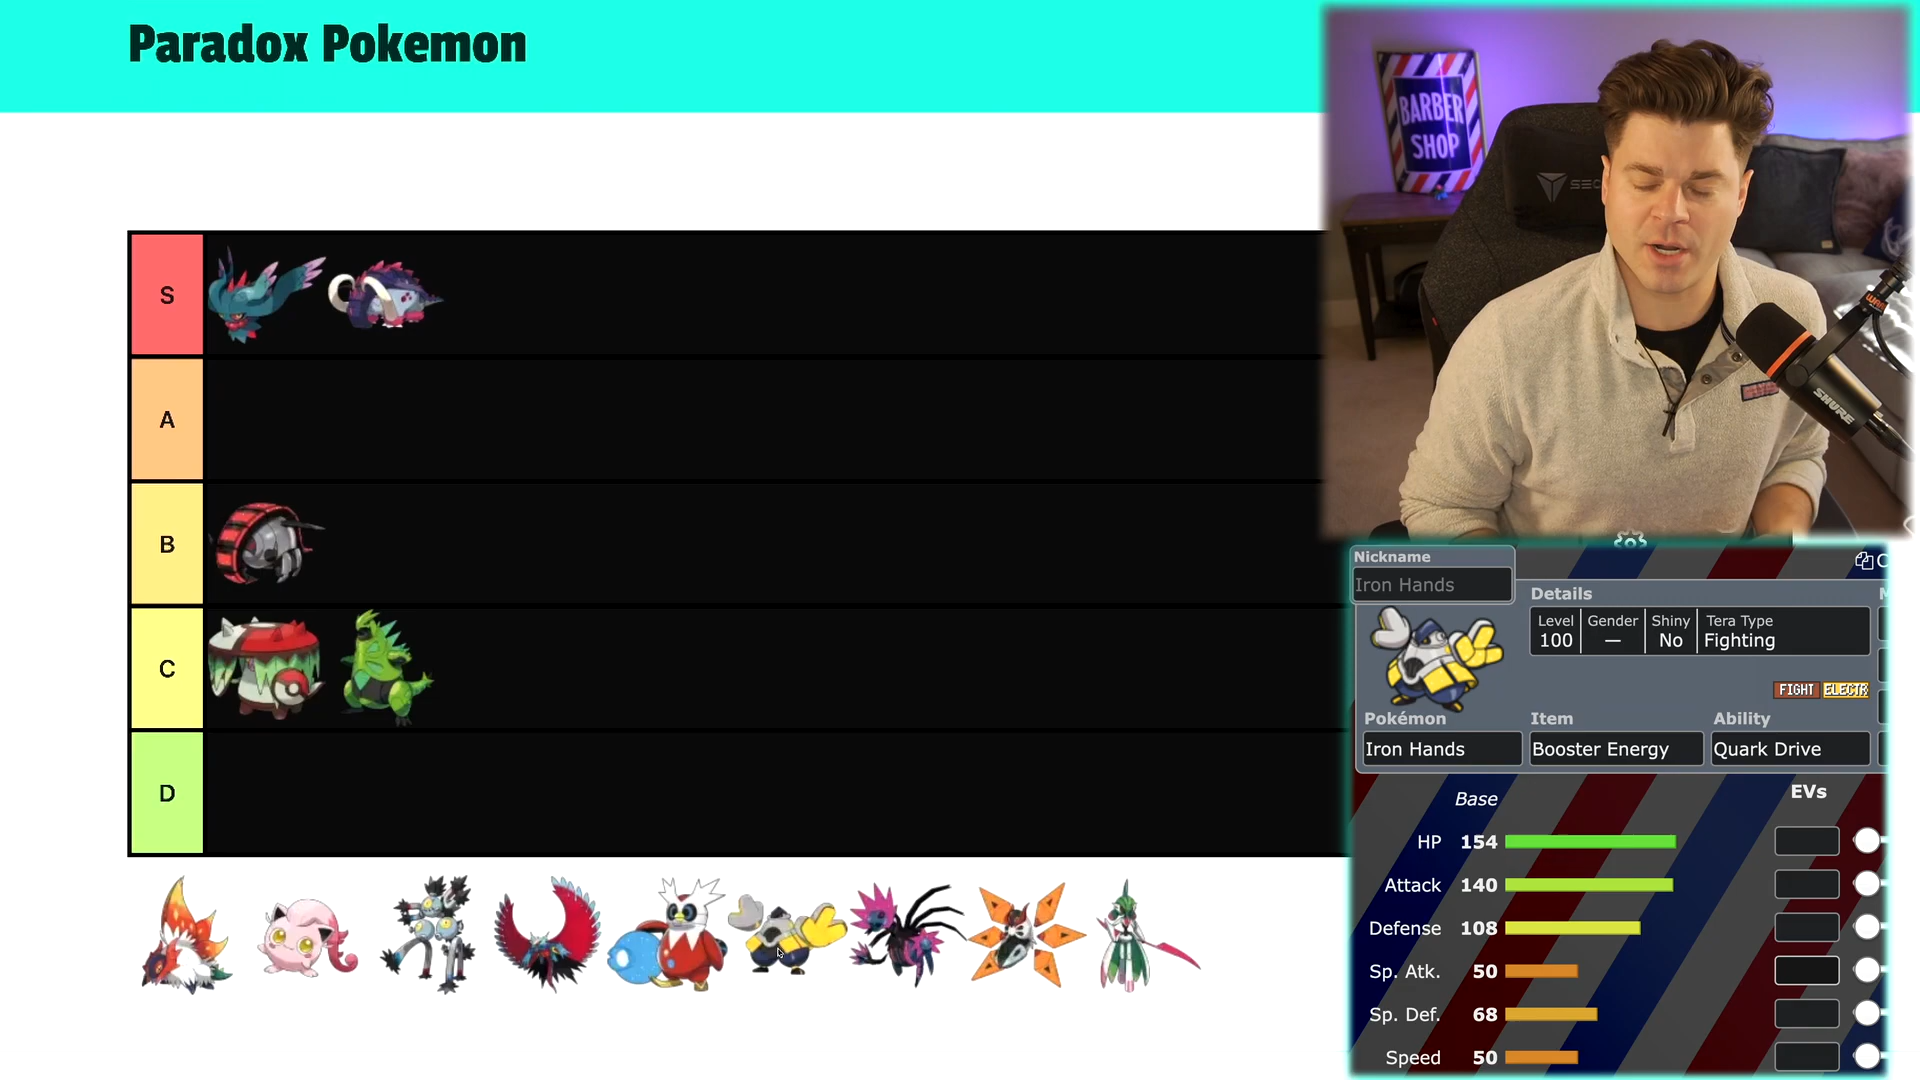 Paradox Pokemon
BARBER
SHOP
SEC
SHURE
S
A
B
C
D
Nickname
Iron Hands
Details
Level
Gender
Shiny
Tera Type
100
—
No
Fighting
FIGHT
ELECTR
Pokémon
Item
Ability
Iron Hands
Booster Energy
Quark Drive
Base
EVs
HP 154
Attack 140
Defense 108
Sp. Atk. 50
Sp. Def. 68
Speed 50